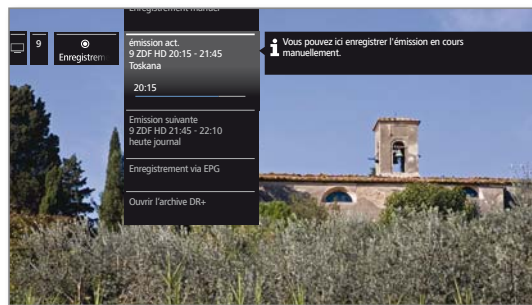 Enregistrement manuel
9
Enregistrem
émission act.
9 ZDF HD 20:15 - 21:45
Toskana
20:15
Emission suivante
9 ZDF HD 21:45 - 22:10
heute journal
Enregistrement via EPG
Ouvrir l'archive DR+
i Vous pouvez ici enregistrer l'émission en cours
manuellement.